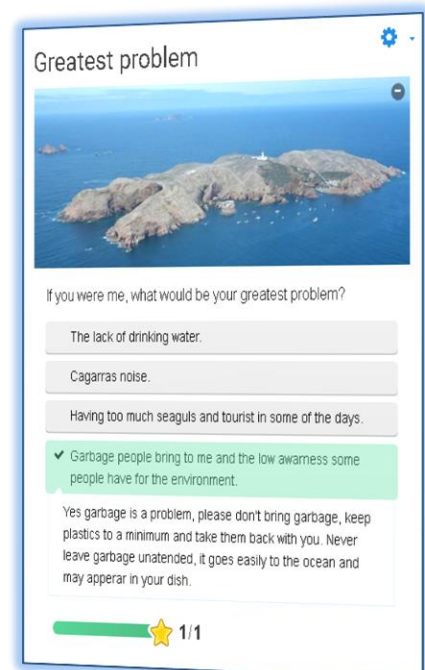 Greatest problem
If you were me, what would be your greatest problem?
The lack of drinking water.
Cagarras noise.
Having too much seaguls and tourist in some of the days.
Garbage people bring to me and the low awarness some
people have for the environment.
Yes garbage is a problem, please don't bring garbage, keep
plastics to a minimum and take them back with you. Never
leave garbage unatended, it goes easily to the ocean and
may apperar in your dish.
1/1